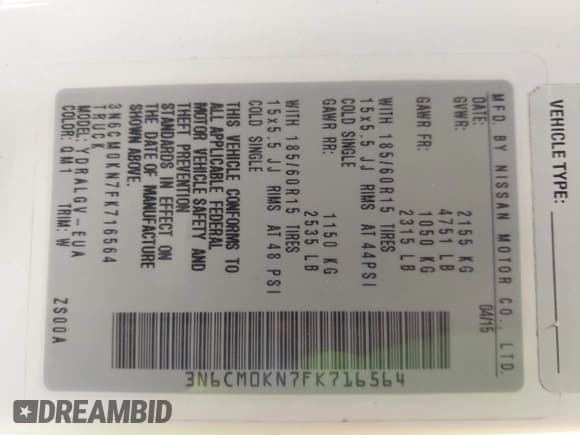 MFD. BY NISSAN MOTOR CO., LTD.
DATE: 04/15
GVWR: 2155 KG
4751 LB
GAWR FR: 1050 KG
2315 LB
WITH 185/60R15 TIRES
15x5.5 JJ RIMS AT 44PSI
COLD SINGLE
GAWR RR: 1150 KG
2535 LB
WITH 185/60R15 TIRES
15x5.5 JJ RIMS AT 48 PSI
COLD SINGLE
THIS VEHICLE CONFORMS TO
ALL APPLICABLE FEDERAL
MOTOR VEHICLE SAFETY AND
THEFT PREVENTION
STANDARDS IN EFFECT ON
THE DATE OF MANUFACTURE
SHOWN ABOVE.
3N6CM0KN7FK716564
TRUCK
MODEL: YDRALGV-EUA
COLOR: QM1 TRIM: W
ZS00A
3N6CM0KN7FK716564
VEHICLE TYPE:
DREAMBID